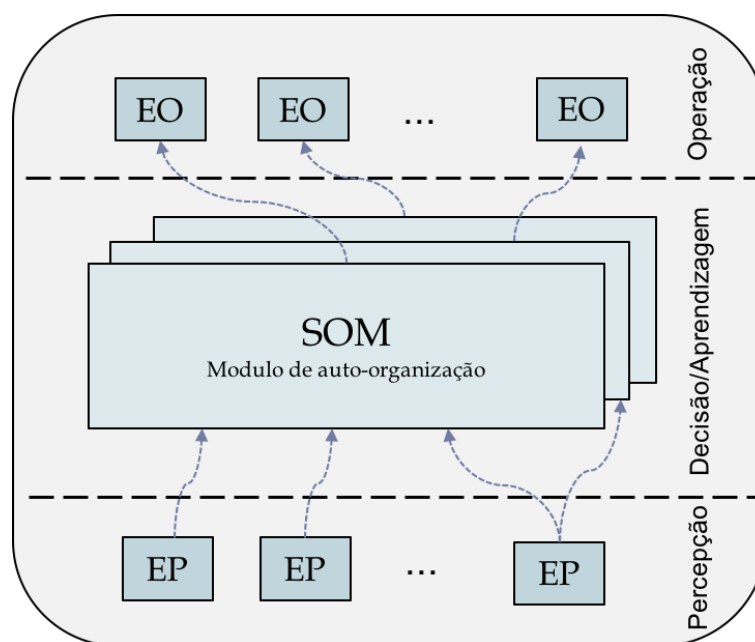 EO
EO
...
EO
Operação
SOM
Modulo de auto-organização
Decisão/Aprendizagem
EP
EP
...
EP
Percepção